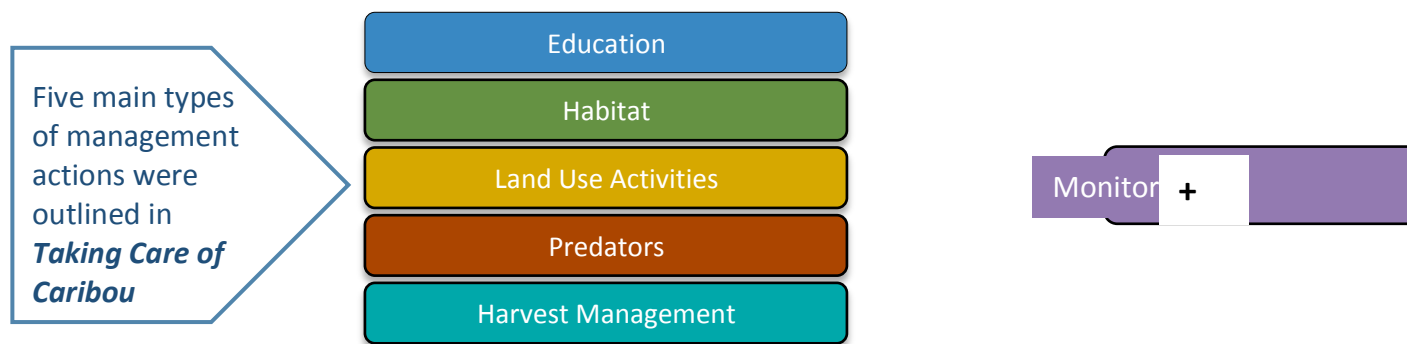 Five main types
of management
actions were
outlined in
Taking Care of
Caribou
Education
Habitat
Land Use Activities
Predators
Harvest Management
Monitor
+